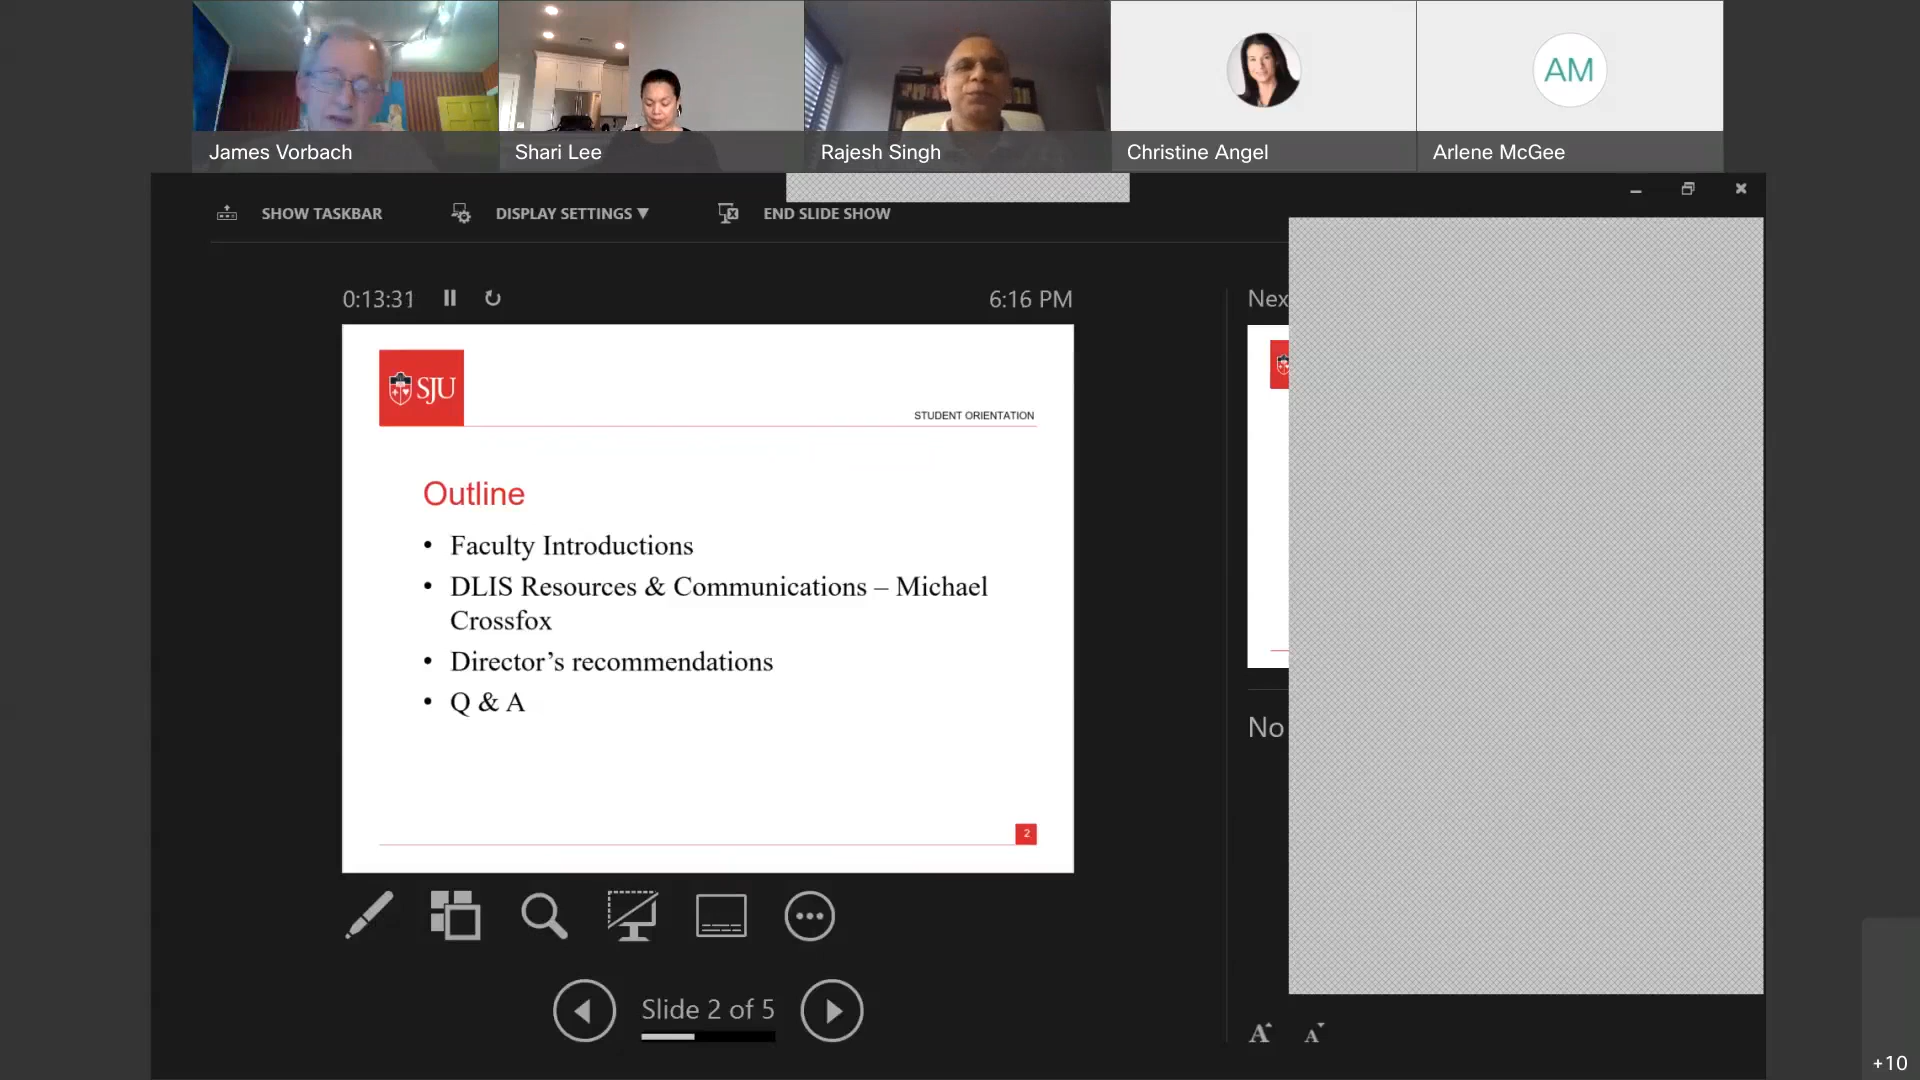 James Vorbach
Shari Lee
Rajesh Singh
Christine Angel
AM
Arlene McGee
SHOW TASKBAR
DISPLAY SETTINGS ▼
END SLIDE SHOW
0:13:31
6:16 PM
Nex
SJU
STUDENT ORIENTATION
Outline
• Faculty Introductions
• DLIS Resources & Communications – Michael
Crossfox
• Director’s recommendations
• Q & A
2
No
Slide 2 of 5
A A
+10